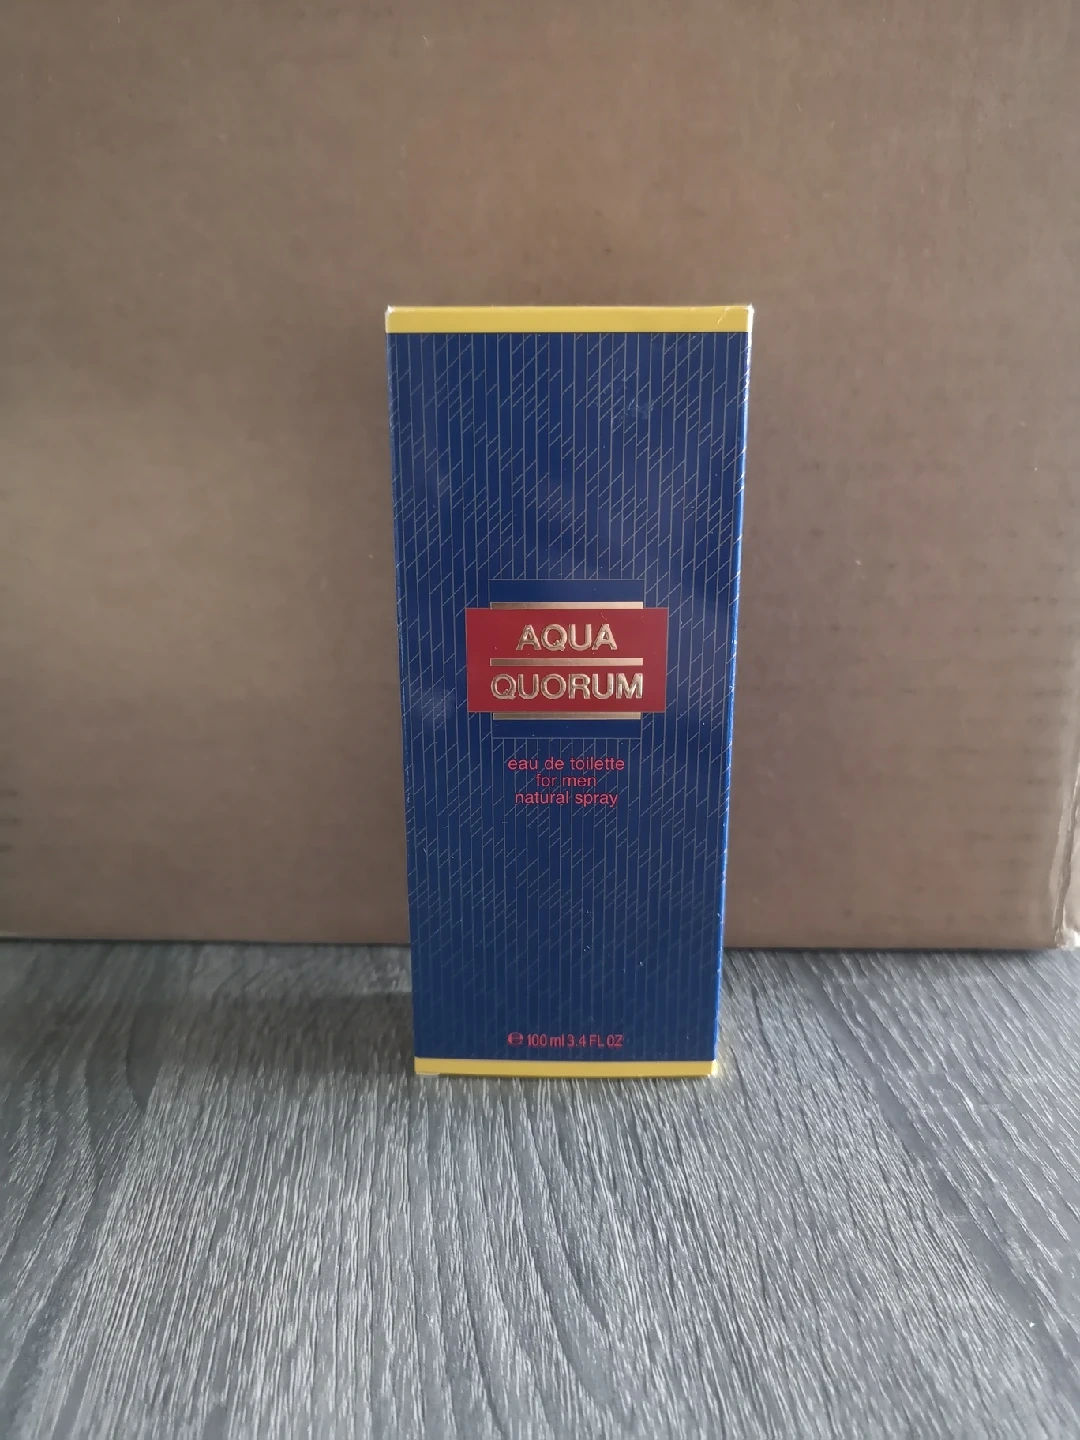 AQUA
QUORUM
eau de toilette
for men
natural spray
℮ 100 ml 3.4 FL OZ